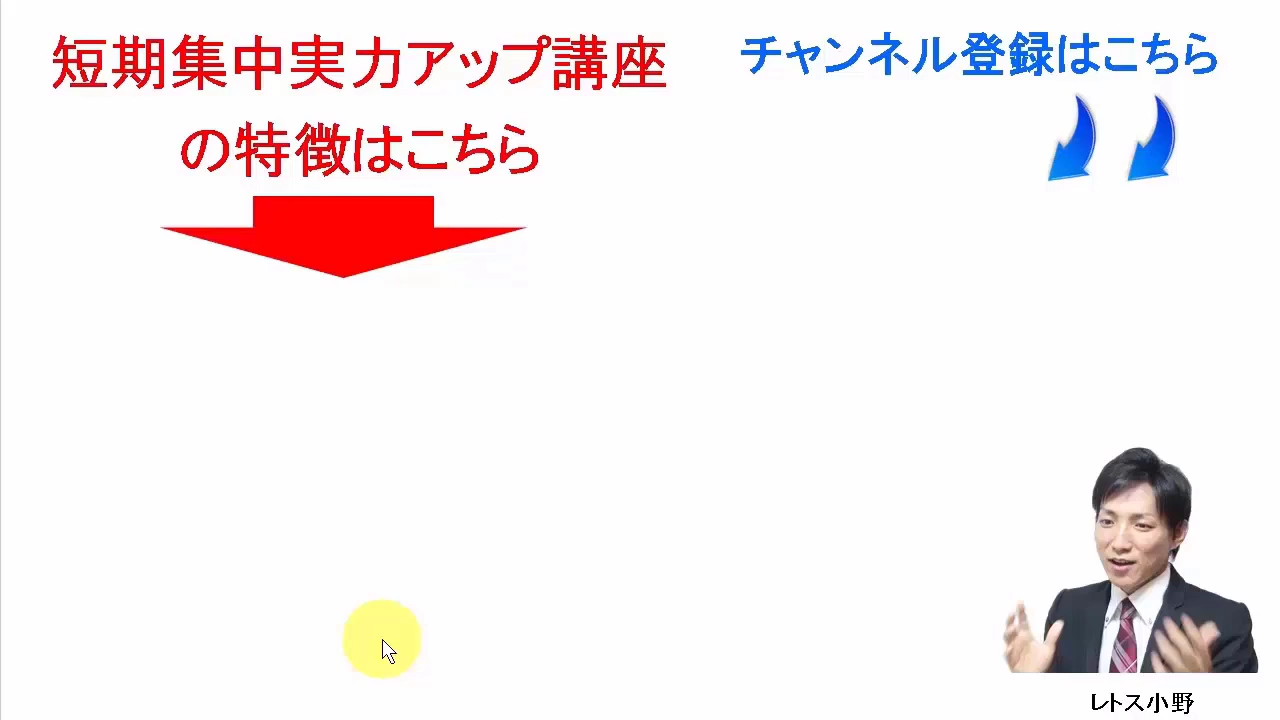 短期集中実力アップ講座
の特徴はこちら
チャンネル登録はこちら
レトス小野